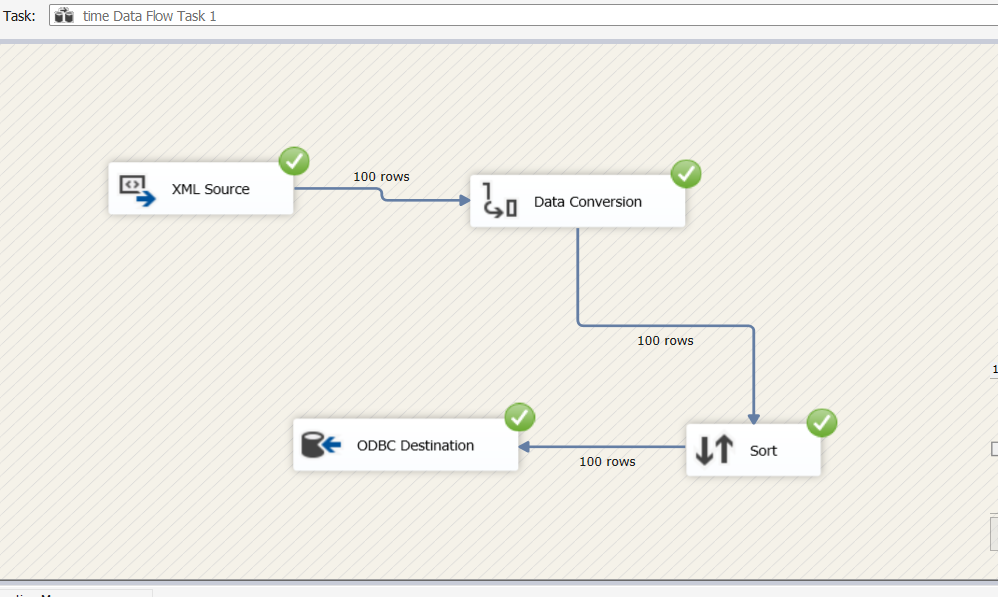 Task: time Data Flow Task 1
XML Source
100 rows
Data Conversion
100 rows
ODBC Destination
100 rows
Sort